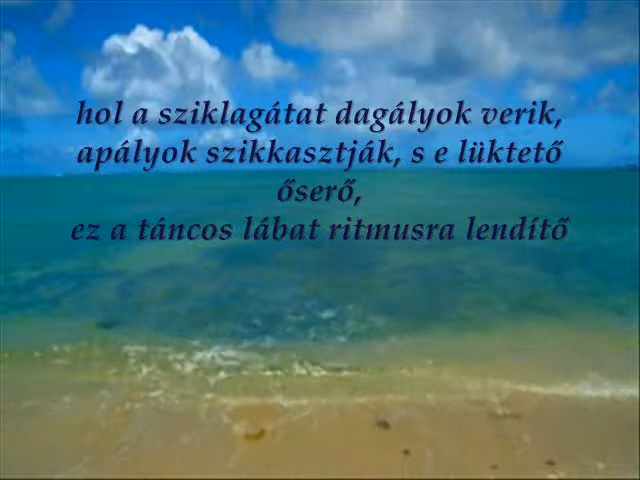 hol a sziklagátat dagályok verik,
apályok szikkasztják, s e lüktető
őserő,
ez a táncos lábat ritmusra lendítő